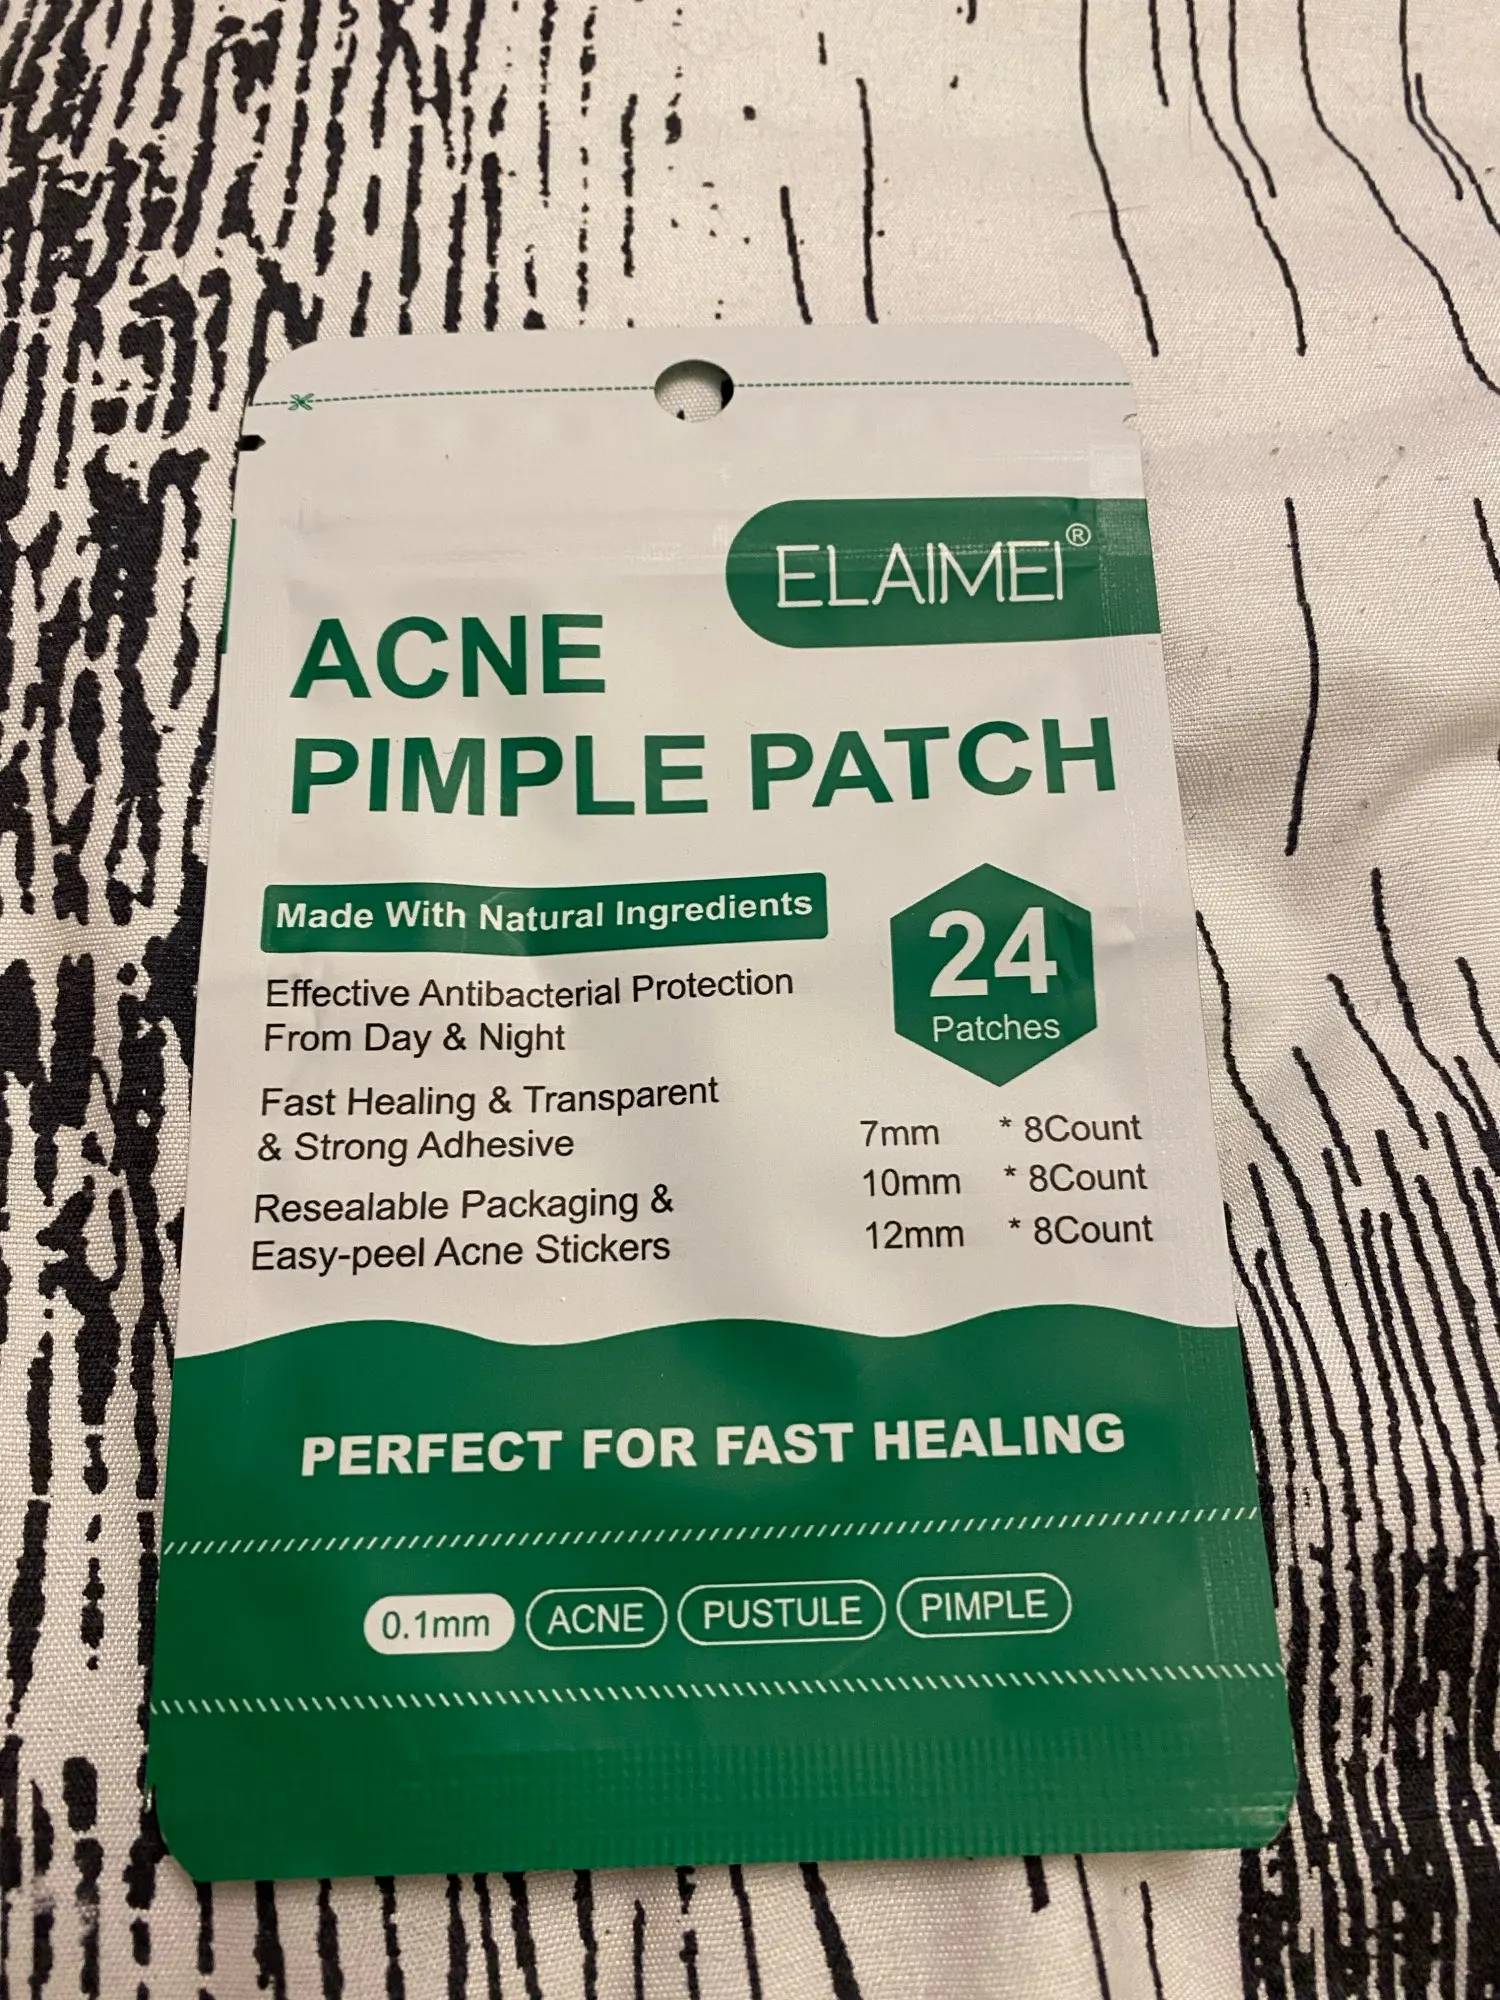 ELAIMEI®
ACNE
PIMPLE PATCH
Made With Natural Ingredients
Effective Antibacterial Protection
From Day & Night
Fast Healing & Transparent
& Strong Adhesive
Resealable Packaging &
Easy-peel Acne Stickers
24
Patches
7mm * 8Count
10mm * 8Count
12mm * 8Count
PERFECT FOR FAST HEALING
0.1mm ACNE PUSTULE PIMPLE